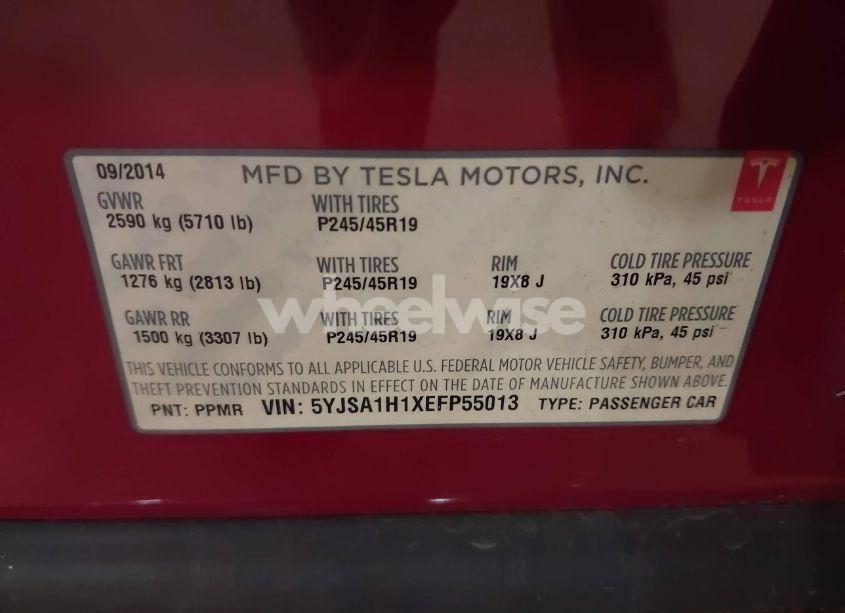 09/2014 MFD BY TESLA MOTORS, INC.
TESLA
GVWR WITH TIRES
2590 kg (5710 lb) P245/45R19
GAWR FRT WITH TIRES RIM COLD TIRE PRESSURE
1276 kg (2813 lb) P245/45R19 19X8 J 310 kPa, 45 psi
wheelwise
GAWR RR WITH TIRES RIM COLD TIRE PRESSURE
1500 kg (3307 lb) P245/45R19 19X8 J 310 kPa, 45 psi
THIS VEHICLE CONFORMS TO ALL APPLICABLE U.S. FEDERAL MOTOR VEHICLE SAFETY, BUMPER, AND
THEFT PREVENTION STANDARDS IN EFFECT ON THE DATE OF MANUFACTURE SHOWN ABOVE.
PNT: PPMR VIN: 5YJSA1H1XEFP55013 TYPE: PASSENGER CAR